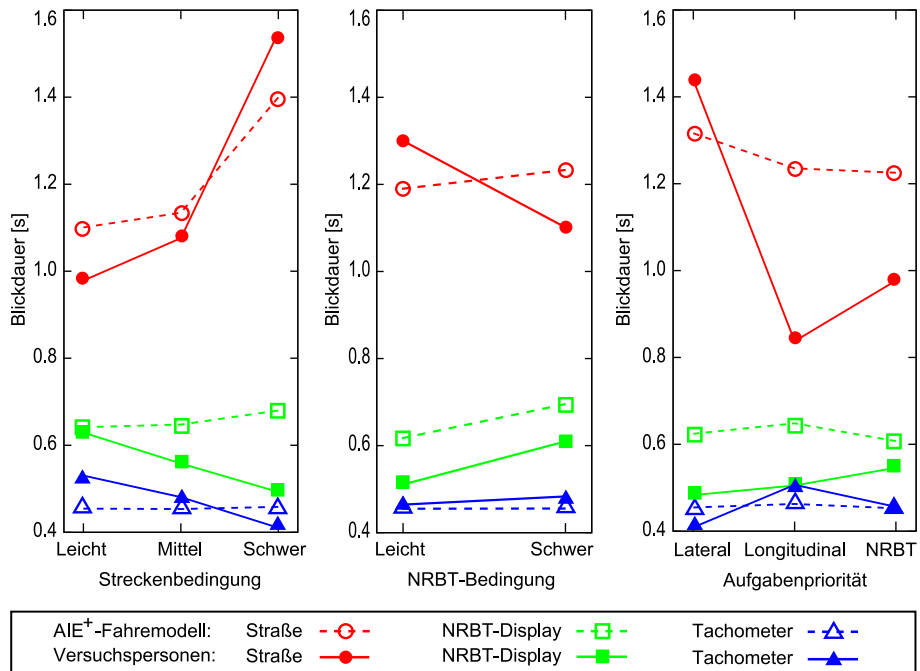 1.6
1.4
1.2
1.0
0.8
0.6
0.4
Blickdauer [s]
Leicht Mittel Schwer
Streckenbedingung
1.6
1.4
1.2
1.0
0.8
0.6
0.4
Blickdauer [s]
Leicht Schwer
NRBT-Bedingung
1.6
1.4
1.2
1.0
0.8
0.6
0.4
Blickdauer [s]
Lateral Longitudinal NRBT
Aufgabenpriorität
AIE+-Fahremodell: Straße NRBT-Display Tachometer
Versuchspersonen: Straße NRBT-Display Tachometer